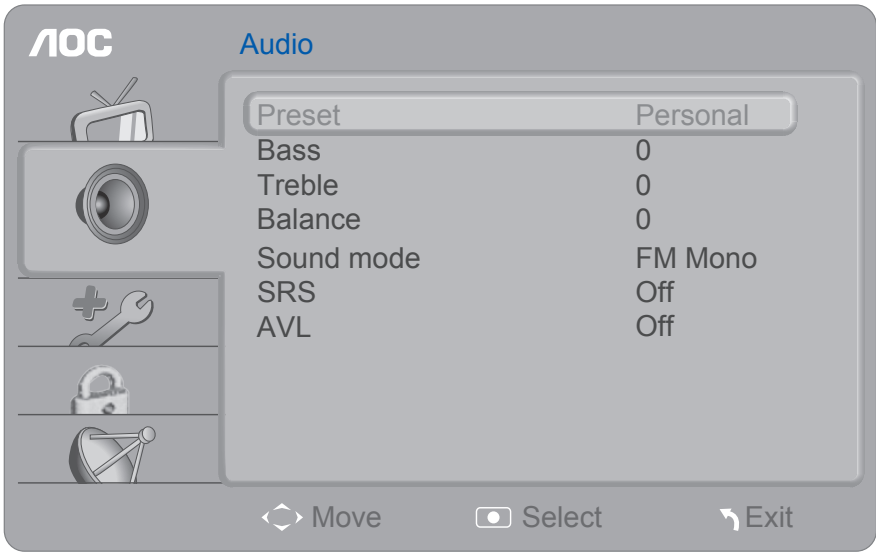 AOC
Audio
Preset Personal
Bass 0
Treble 0
Balance 0
Sound mode FM Mono
SRS Off
AVL Off
Move Select Exit